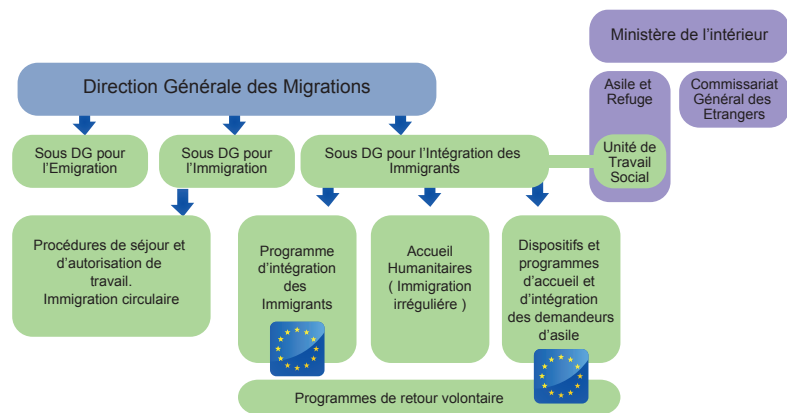 Ministère de l'intérieur
Direction Générale des Migrations
Asile et
Refuge
Commissariat
Général des
Etrangers
Sous DG pour
l'Emigration
Sous DG pour
l'Immigration
Sous DG pour l'Intégration des
Immigrants
Unité de
Travail
Social
Procédures de séjour et
d'autorisation de
travail.
Immigration circulaire
Programme
d'intégration
des
Immigrants
Accueil
Humanitaires
( Immigration
irréguliére )
Dispositifs et
programmes
d'accueil et
d'intégration
des demandeurs
d'asile
Programmes de retour volontaire